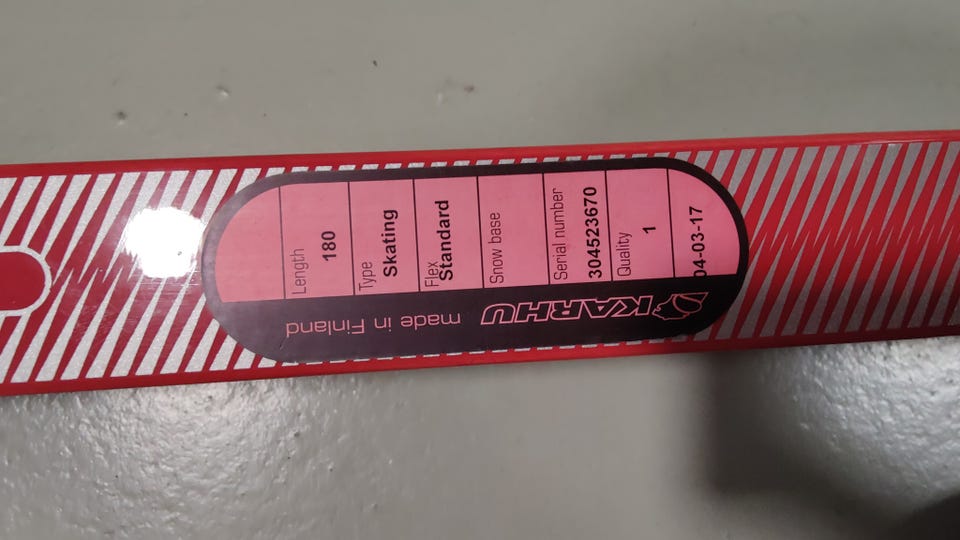 Length
180
Type
Skating
Flex
Standard
Snow base
Serial number
304523670
Quality
1
04-03-17
KARHU
made in Finland